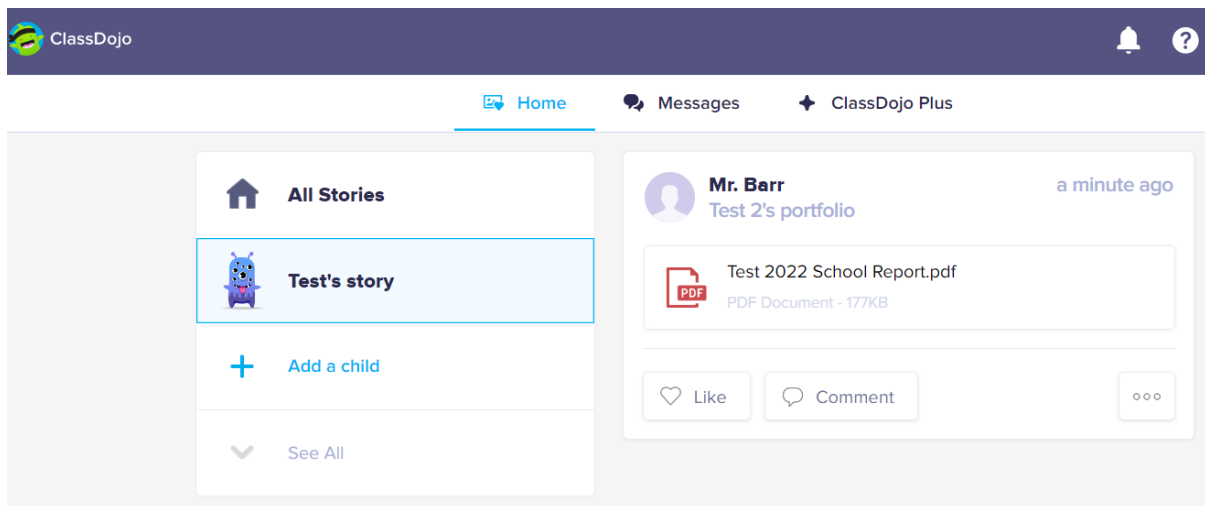 ClassDojo
?
Home
Messages
ClassDojo Plus
All Stories
Test's story
Add a child
See All
Mr. Barr
a minute ago
Test 2's portfolio
PDF
Test 2022 School Report.pdf
PDF Document - 177KB
Like
Comment